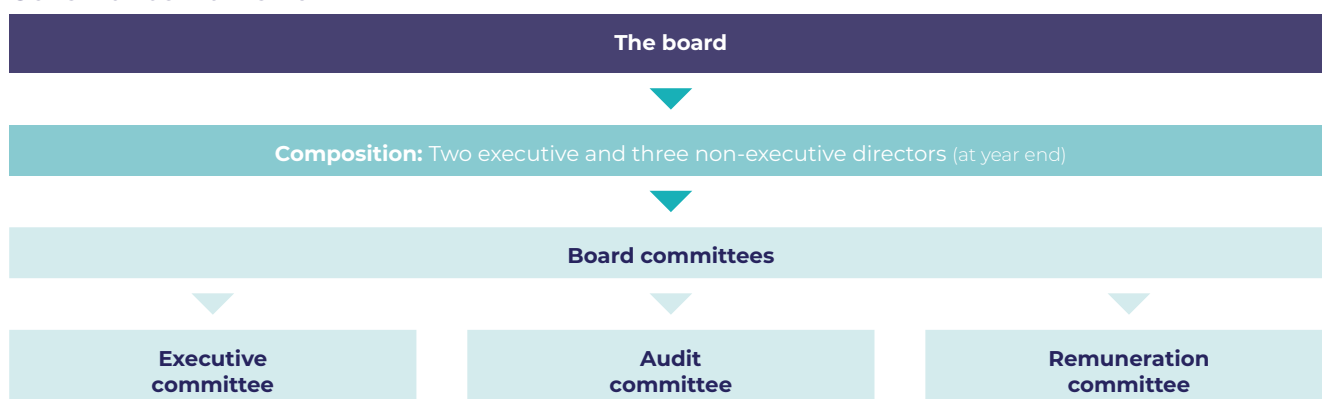 The board
Composition: Two executive and three non-executive directors (at year end)
Board committees
Executive
committee
Audit
committee
Remuneration
committee